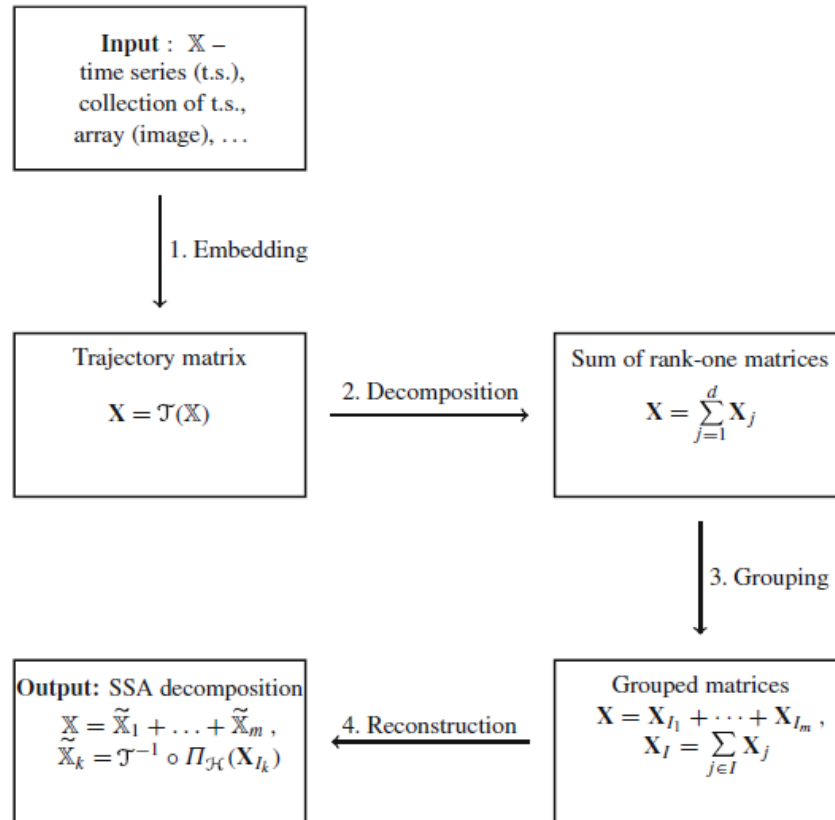 Input : 𝕏 –
time series (t.s.),
collection of t.s.,
array (image), …
1. Embedding
Trajectory matrix
𝐗 = 𝒯(𝕏)
2. Decomposition
Sum of rank-one matrices
𝐗 = ∑_{j=1}^{d} 𝐗_j
3. Grouping
Grouped matrices
𝐗 = 𝐗_{I_1} + ⋯ + 𝐗_{I_m} ,
𝐗_I = ∑_{j∈I} 𝐗_j
4. Reconstruction
Output: SSA decomposition
𝕏 = 𝕏̃_1 + … + 𝕏̃_m ,
𝕏̃_k = 𝒯^{−1} ∘ Π_ℋ(𝐗_{I_k})